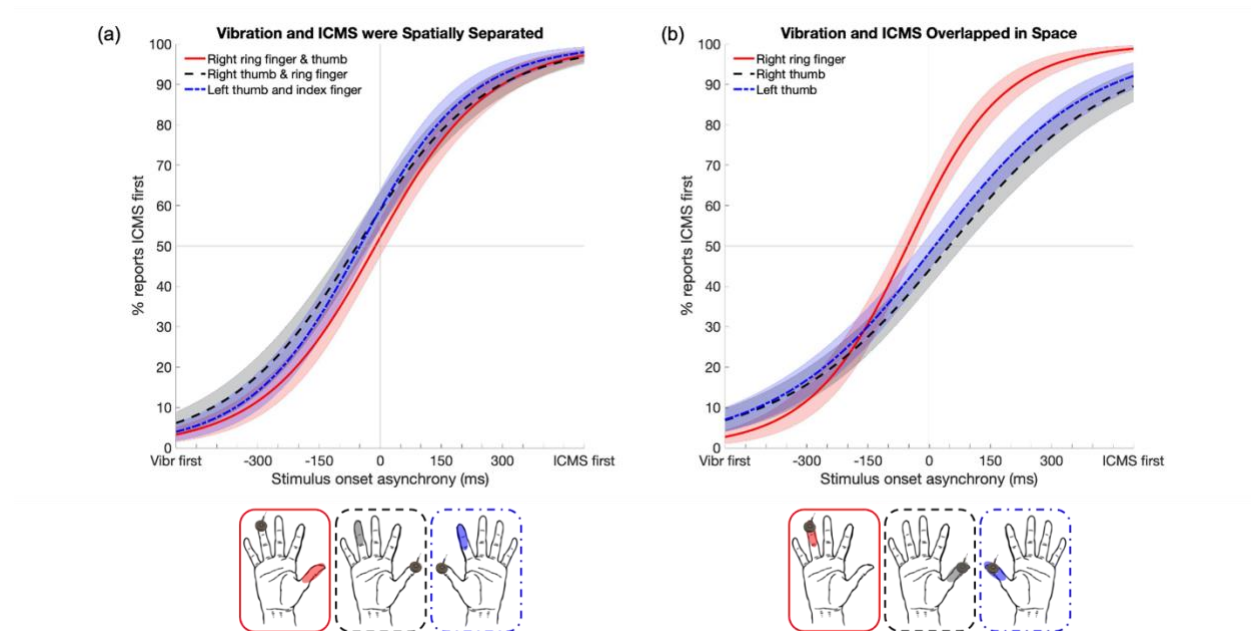 (a)
Vibration and ICMS were Spatially Separated
100
90
80
70
60
50
40
30
20
10
0
% reports ICMS first
Right ring finger & thumb
Right thumb & ring finger
Left thumb and index finger
Vibr first
-300
-150
0
150
300
ICMS first
Stimulus onset asynchrony (ms)
(b)
Vibration and ICMS Overlapped in Space
100
90
80
70
60
50
40
30
20
10
0
% reports ICMS first
Right ring finger
Right thumb
Left thumb
Vibr first
-300
-150
0
150
300
ICMS first
Stimulus onset asynchrony (ms)